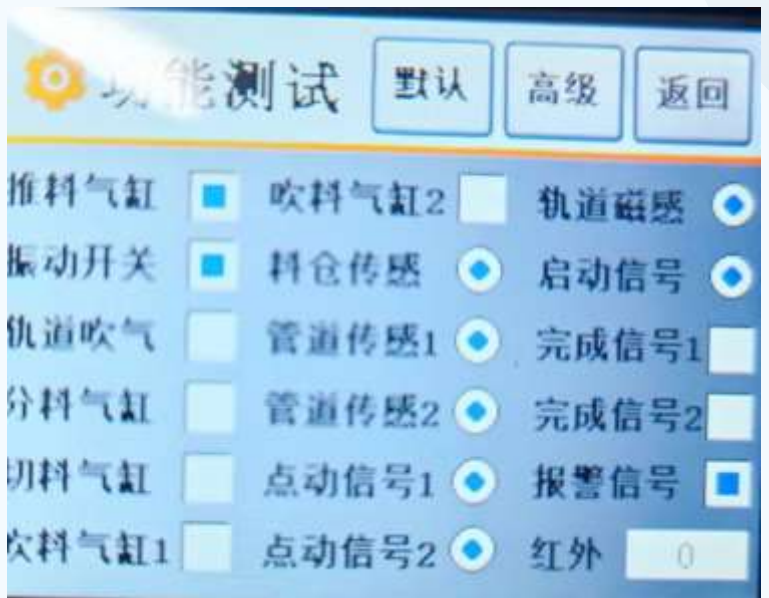 功能测试 默认 高级 返回
推料气缸 吹料气缸2 轨道磁感
振动开关 料仓传感 启动信号
轨道吹气 管道传感1 完成信号1
分料气缸 管道传感2 完成信号2
切料气缸 点动信号1 报警信号
吹料气缸1 点动信号2 红外 0